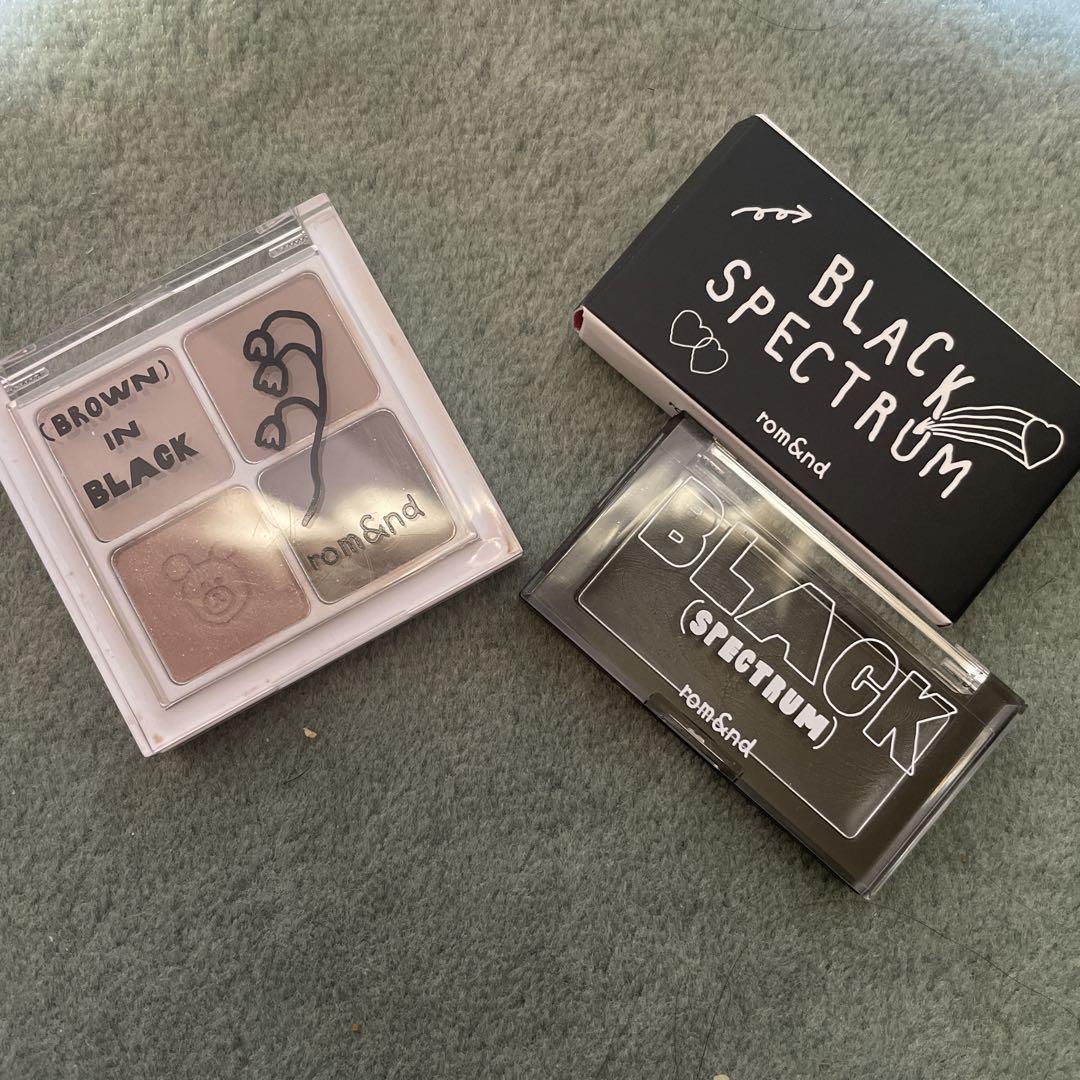 (BROWN)
IN
BLACK
rom&nd
BLACK
SPECTRUM
rom&nd
BLACK
(SPECTRUM)
rom&nd